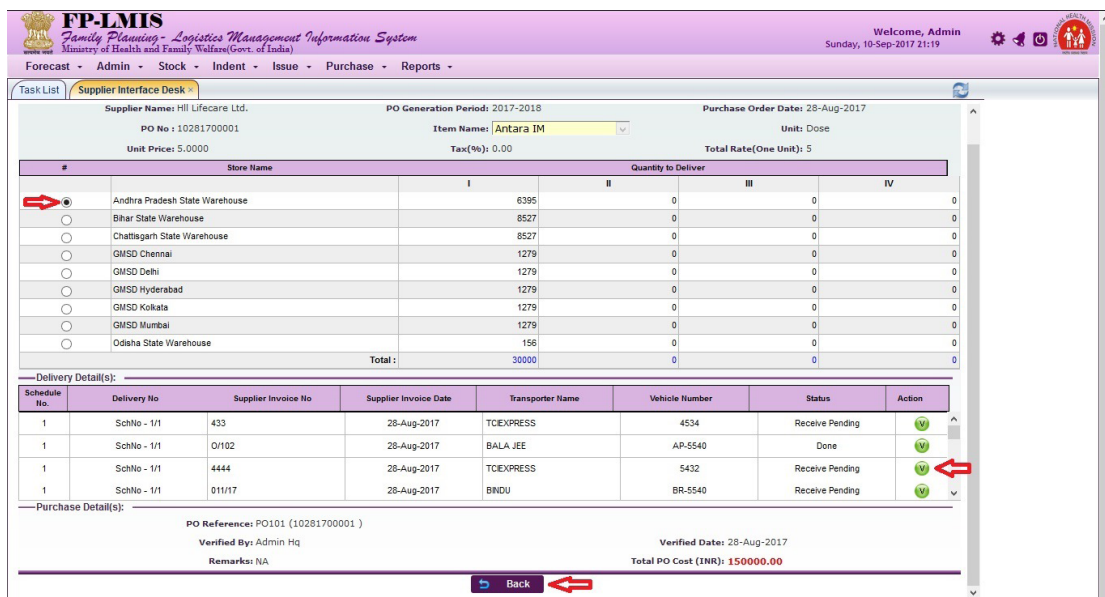 FP-LMIS
Family Planning - Logistics Management Information System
Ministry of Health and Family Welfare(Govt. of India)
Welcome, Admin
Sunday, 10-Sep-2017 21:19
Forecast Admin Stock Indent Issue Purchase Reports
Task List Supplier Interface Desk ×
Supplier Name: Hll Lifecare Ltd. PO Generation Period: 2017-2018 Purchase Order Date: 28-Aug-2017
PO No : 10281700001 Item Name: Antara IM Unit: Dose
Unit Price: 5.0000 Tax(%): 0.00 Total Rate(One Unit): 5
# Store Name Quantity to Deliver
I II III IV
Andhra Pradesh State Warehouse 6395 0 0 0
Bihar State Warehouse 8527 0 0 0
Chattisgarh State Warehouse 8527 0 0 0
GMSD Chennai 1279 0 0 0
GMSD Delhi 1279 0 0 0
GMSD Hyderabad 1279 0 0 0
GMSD Kolkata 1279 0 0 0
GMSD Mumbai 1279 0 0 0
Odisha State Warehouse 156 0 0 0
Total : 30000 0 0 0
Delivery Detail(s):
Schedule No. Delivery No Supplier Invoice No Supplier Invoice Date Transporter Name Vehicle Number Status Action
1 SchNo - 1/1 433 28-Aug-2017 TCIEXPRESS 4534 Receive Pending V
1 SchNo - 1/1 O/102 28-Aug-2017 BALA JEE AP-5540 Done V
1 SchNo - 1/1 4444 28-Aug-2017 TCIEXPRESS 5432 Receive Pending V
1 SchNo - 1/1 011/17 28-Aug-2017 BINDU BR-5540 Receive Pending V
Purchase Detail(s):
PO Reference: PO101 (10281700001 )
Verified By: Admin Hq Verified Date: 28-Aug-2017
Remarks: NA Total PO Cost (INR): 150000.00
Back